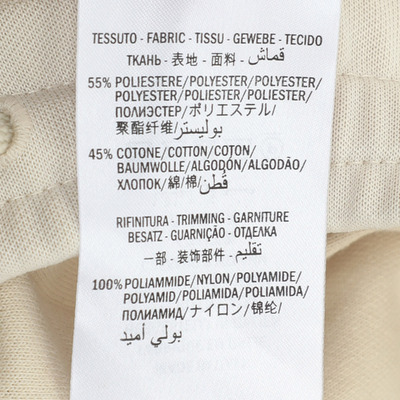 TESSUTO - FABRIC - TISSU - GEWEBE - TECIDO
ТКАНЬ - 表地 - 面料 - قماش
55% POLIESTERE/POLYESTER/POLYESTER/
POLYESTER/POLIESTER/POLIESTER/
ПОЛИЭСТЕР/ポリエステル/
聚酯纤维/بوليستر
45% COTONE/COTTON/COTON/
BAUMWOLLE/ALGODÓN/ALGODÃO/
ХЛОПОК/綿/棉/قطن
RIFINITURA - TRIMMING - GARNITURE
BESATZ - GUARNIÇÃO - ОТДЕЛКА
一部 - 装饰部件 - تقليم
100% POLIAMMIDE/NYLON/POLYAMIDE/
POLYAMID/POLIAMIDA/POLIAMIDA/
ПОЛИАМИД/ナイロン/锦纶/
بولي أميد